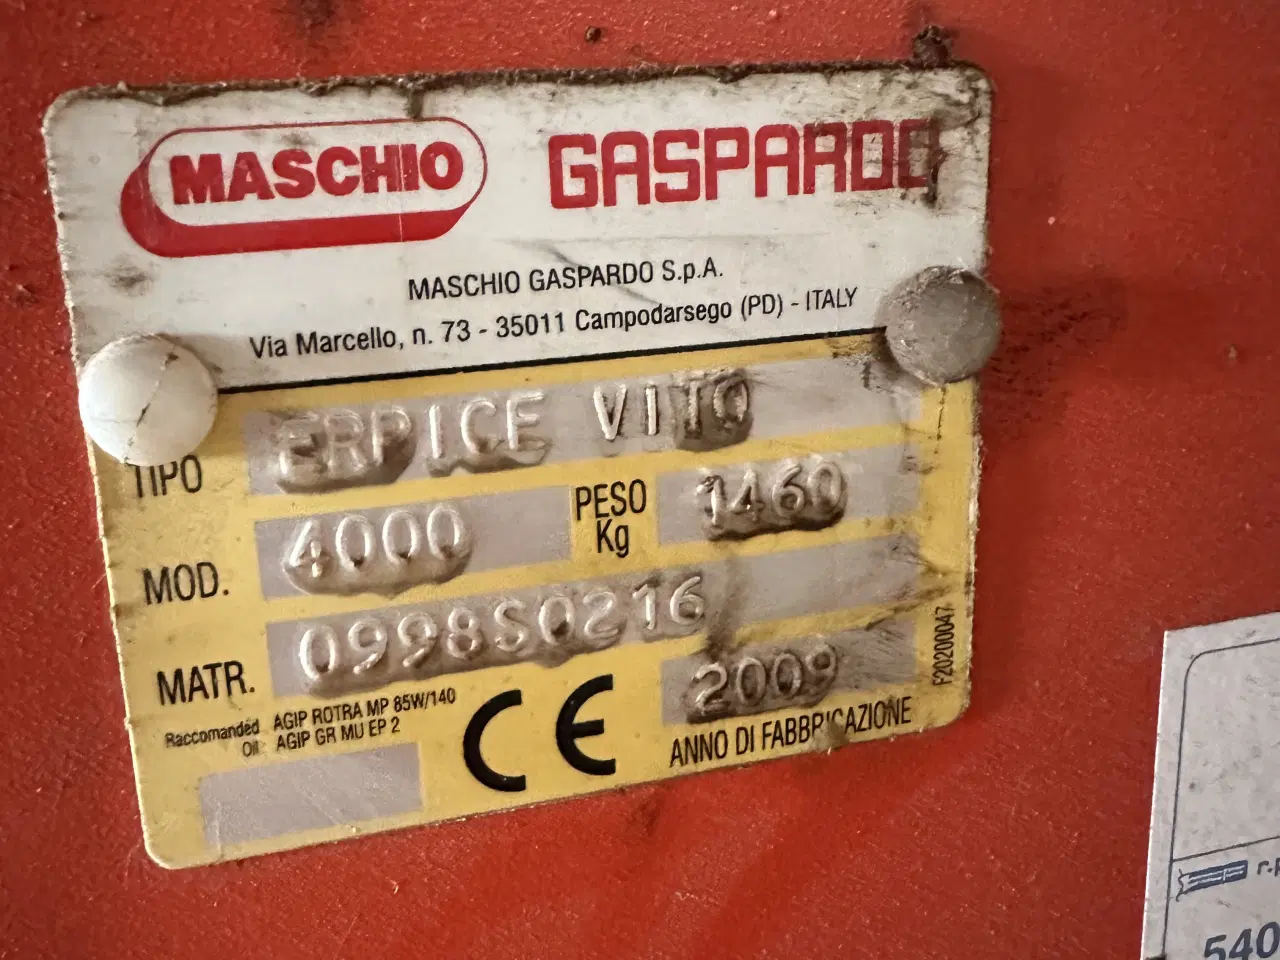 MASCHIO GASPARDO
MASCHIO GASPARDO S.p.A.
Via Marcello, n. 73 - 35011 Campodarsego (PD) - ITALY
TIPO ERPICE VITO
MOD. 4000 PESO Kg 1460
MATR. 0998S0216
Raccomanded Oil: AGIP ROTRA MP 85W/140
AGIP GR MU EP 2
CE
2009
ANNO DI FABBRICAZIONE
F20200047
540